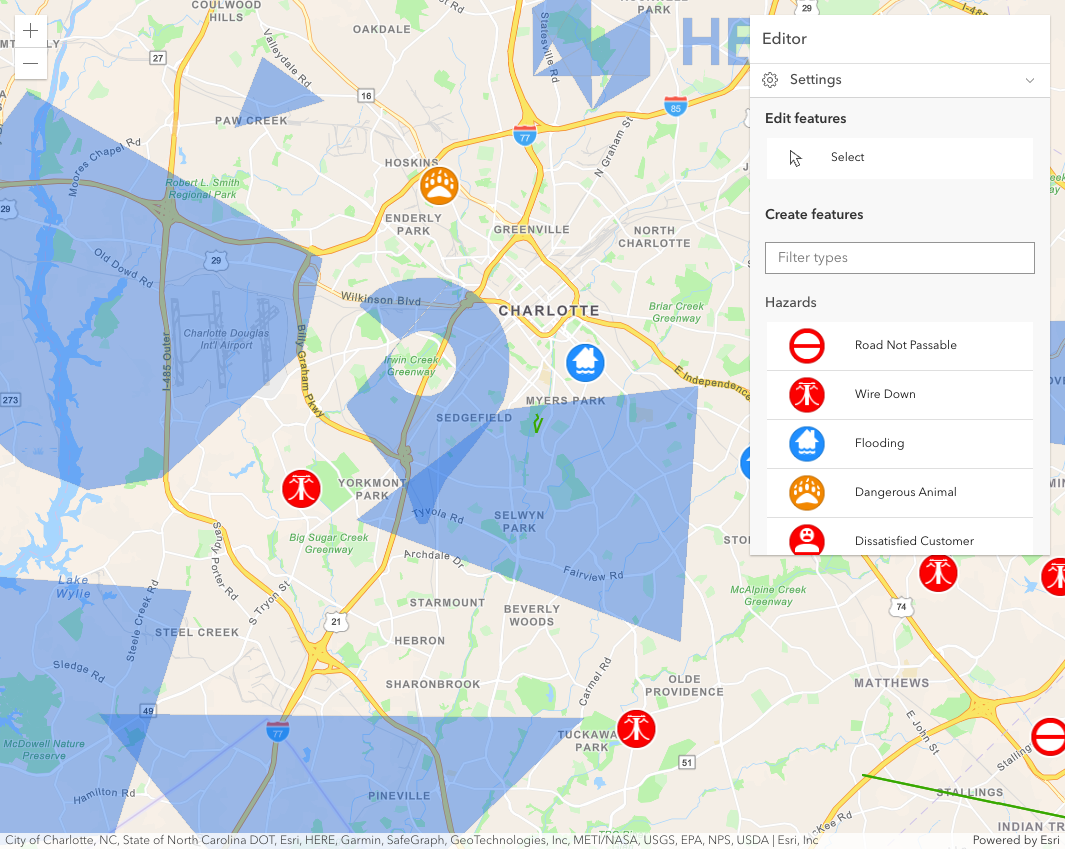 COULWOOD
HILLS
OAKDALE
ROCKWELL
PARK
29
I-485
27
Valleydale Rd
Statesville Rd
HE
16
PAW CREEK
85
77
N Graham St
Moores Chapel Rd
HOSKINS
Robert L. Smith
Regional Park
29
ENDERLY
PARK
GREENVILLE
NORTH
CHARLOTTE
Old Dowd Rd
29
Wilkinson Blvd
CHARLOTTE
Briar Creek
Greenway
Charlotte Douglas
Int'l Airport
I-485 Outer
Billy Graham Pkwy
Irwin Creek
Greenway
E Independence
273
MYERS PARK
SEDGEFIELD
YORKMONT
PARK
Tyvola Rd
SELWYN
PARK
Big Sugar Creek
Greenway
Archdale Dr
Sandy Porter Rd
Fairview Rd
Lake
Wylie
S Tryon St
STARMOUNT
BEVERLY
WOODS
McAlpine Creek
Greenway
74
Steele Creek Rd
21
STEEL CREEK
HEBRON
Sledge Rd
SHARONBROOK
Carmel Rd
OLDE
PROVIDENCE
MATTHEWS
49
77
McDowell Nature
Preserve
TUCKAWA
PARK
51
E John St
Stallings
Hamilton Rd
PINEVILLE
STALLINGS
INDIAN TR
McKee Rd
Editor
Settings
Edit features
Select
Create features
Filter types
Hazards
Road Not Passable
Wire Down
Flooding
Dangerous Animal
Dissatisfied Customer
City of Charlotte, NC, State of North Carolina DOT, Esri, HERE, Garmin, SafeGraph, GeoTechnologies, Inc, METI/NASA, USGS, EPA, NPS, USDA | Esri, Inc
Powered by Esri